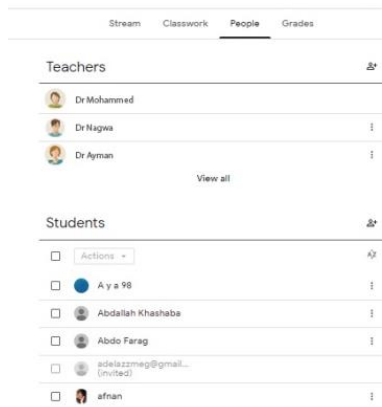 Stream Classwork People Grades
Teachers
Dr Mohammed
Dr Nagwa
Dr Ayman
View all
Students
Actions
A y a 98
Abdallah Khashaba
Abdo Farag
adelazzmeg@gmail...
(invited)
afnan